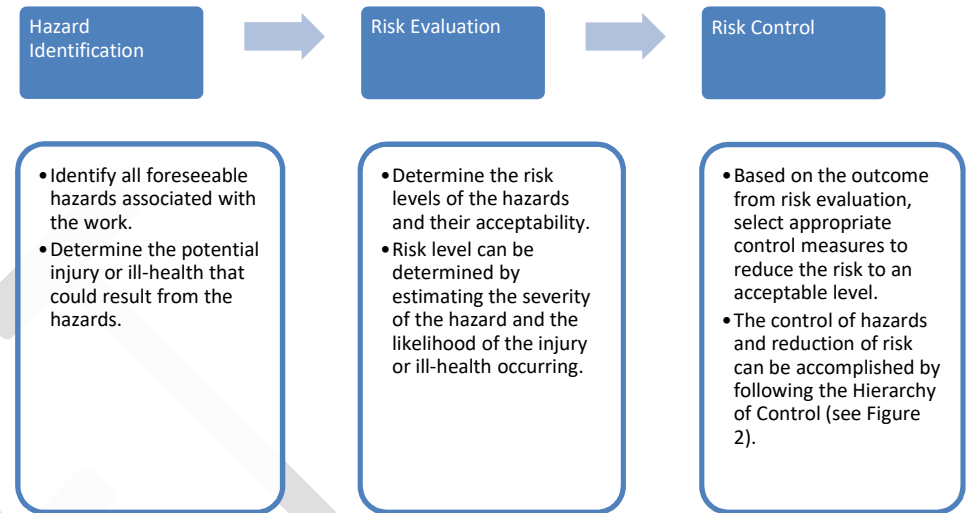 Hazard
Identification
Risk Evaluation
Risk Control
•Identify all foreseeable
hazards associated with
the work.
•Determine the potential
injury or ill-health that
could result from the
hazards.
•Determine the risk
levels of the hazards
and their acceptability.
•Risk level can be
determined by
estimating the severity
of the hazard and the
likelihood of the injury
or ill-health occurring.
•Based on the outcome
from risk evaluation,
select appropriate
control measures to
reduce the risk to an
acceptable level.
•The control of hazards
and reduction of risk
can be accomplished by
following the Hierarchy
of Control (see Figure
2).